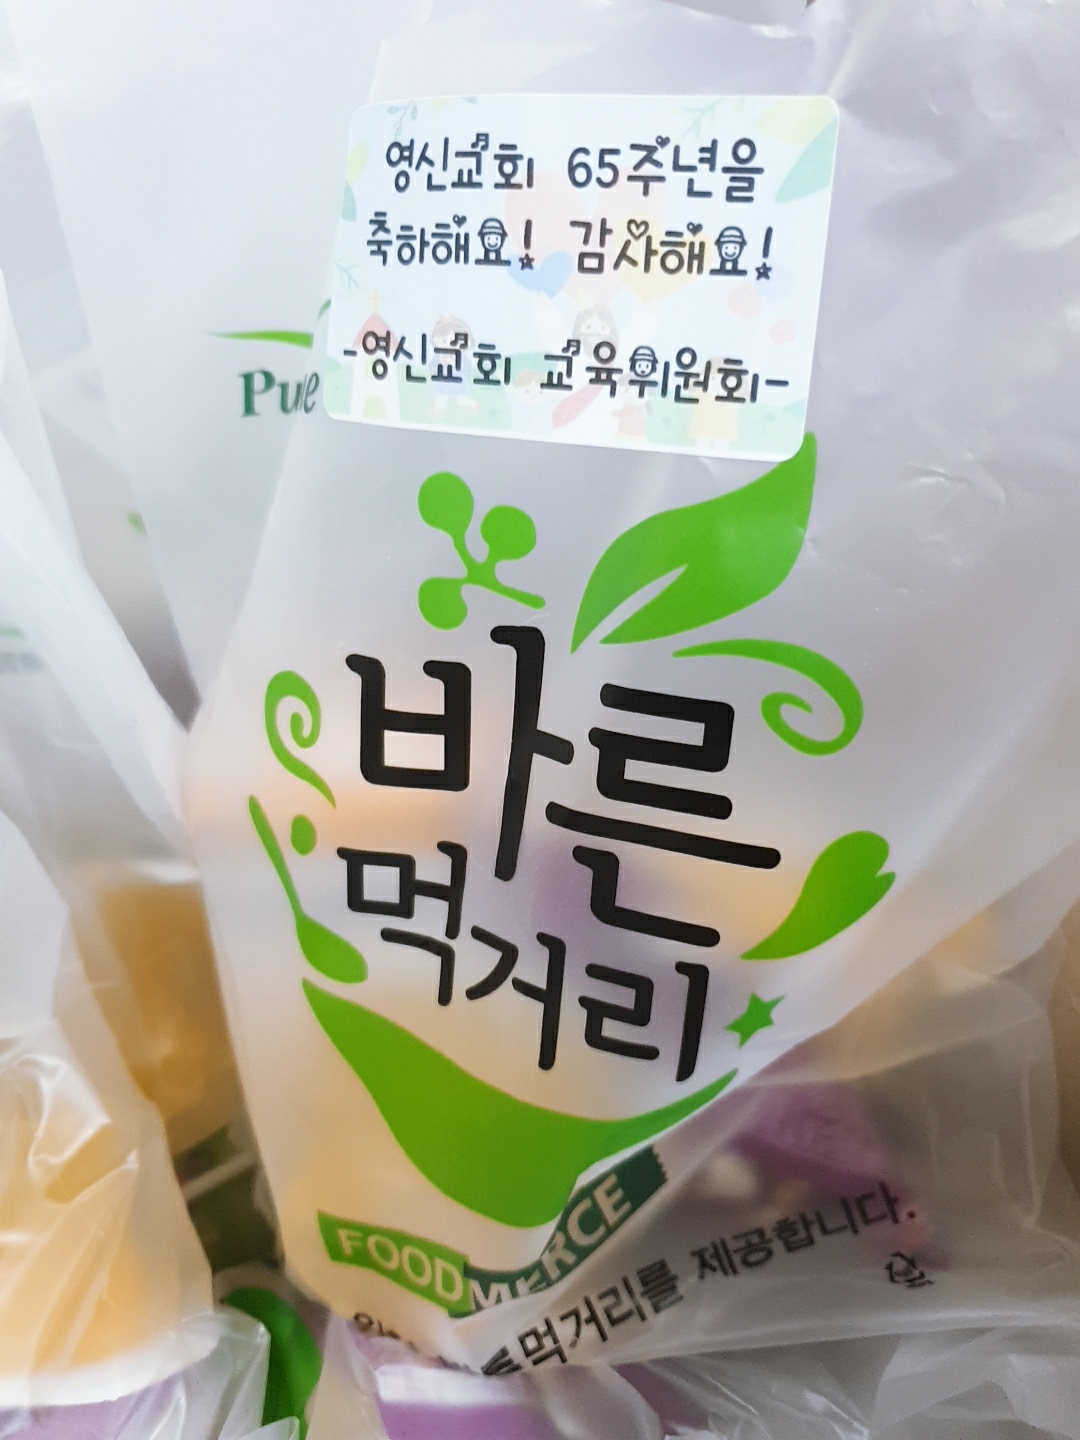 영신교회 65주년을
축하해요! 감사해요!
-영신교회 교육위원회-
Pure
바른
먹거리
FOODMERCE
먹거리를 제공합니다.